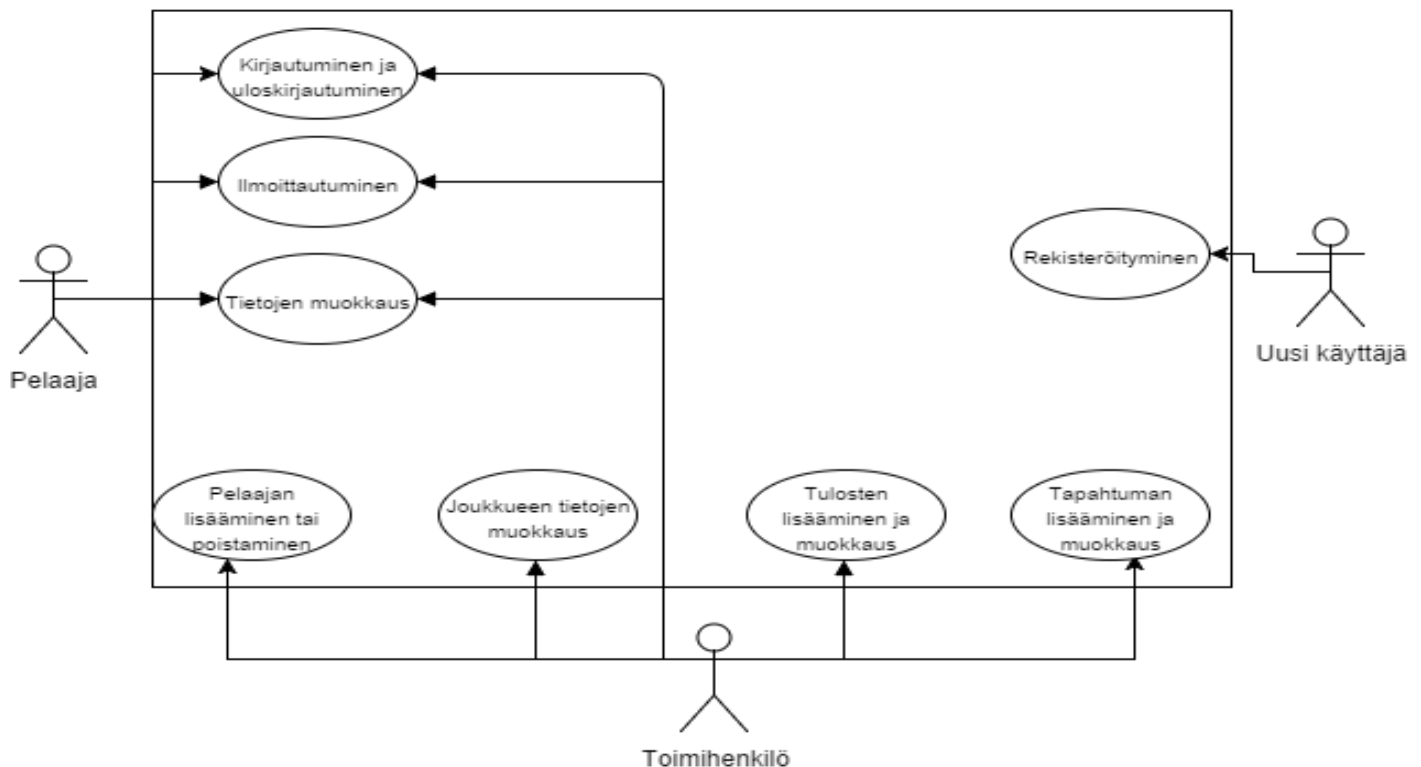 Kirjautuminen ja
uloskirjautuminen
Ilmoittautuminen
Tietojen muokkaus
Pelaaja
Rekisteröityminen
Uusi käyttäjä
Pelaajan
lisääminen tai
poistaminen
Joukkueen tietojen
muokkaus
Tulosten
lisääminen ja
muokkaus
Tapahtuman
lisääminen ja
muokkaus
Toimihenkilö